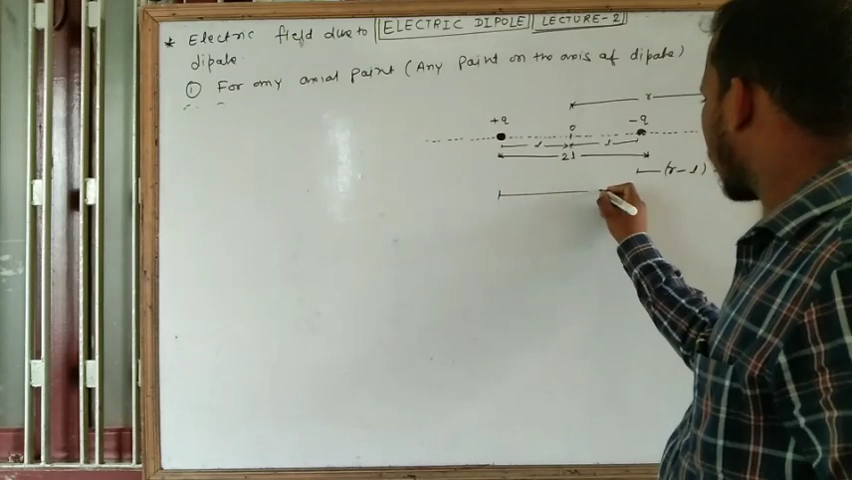 * Electric field due to ELECTRIC DIPOLE LECTURE-2
dipole.
① For any axial point (Any point on the axis of dipole)
r
+q O -q
l l
2l
(r-l)